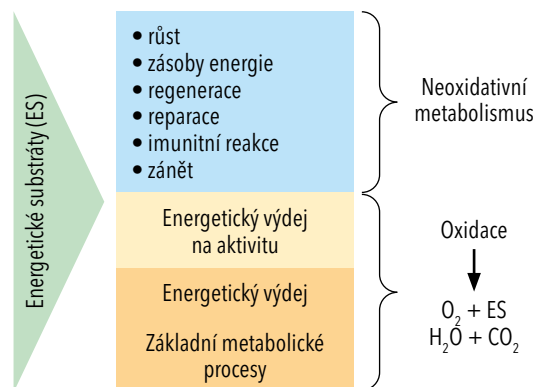 Energetické substráty (ES)
• růst
• zásoby energie
• regenerace
• reparace
• imunitní reakce
• zánět
Neoxidativní
metabolismus
Energetický výdej
na aktivitu
Energetický výdej
Základní metabolické
procesy
Oxidace
O₂ + ES
H₂O + CO₂